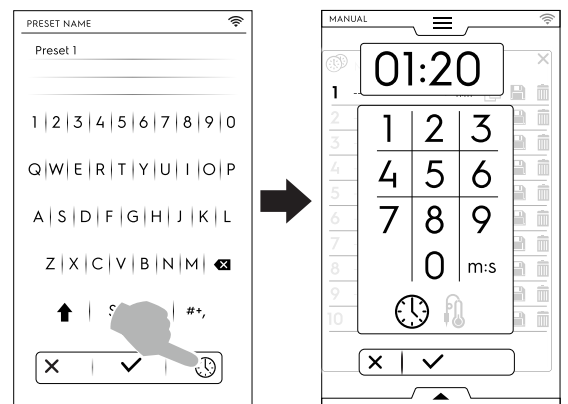 PRESET NAME
Preset 1
1 2 3 4 5 6 7 8 9 0
Q W E R T Y U I O P
A S D F G H J K L
Z X C V B N M
#+,
MANUAL
01:20
1
2
3
4
5
6
7
8
9
10
1 2 3
4 5 6
7 8 9
0 m:s